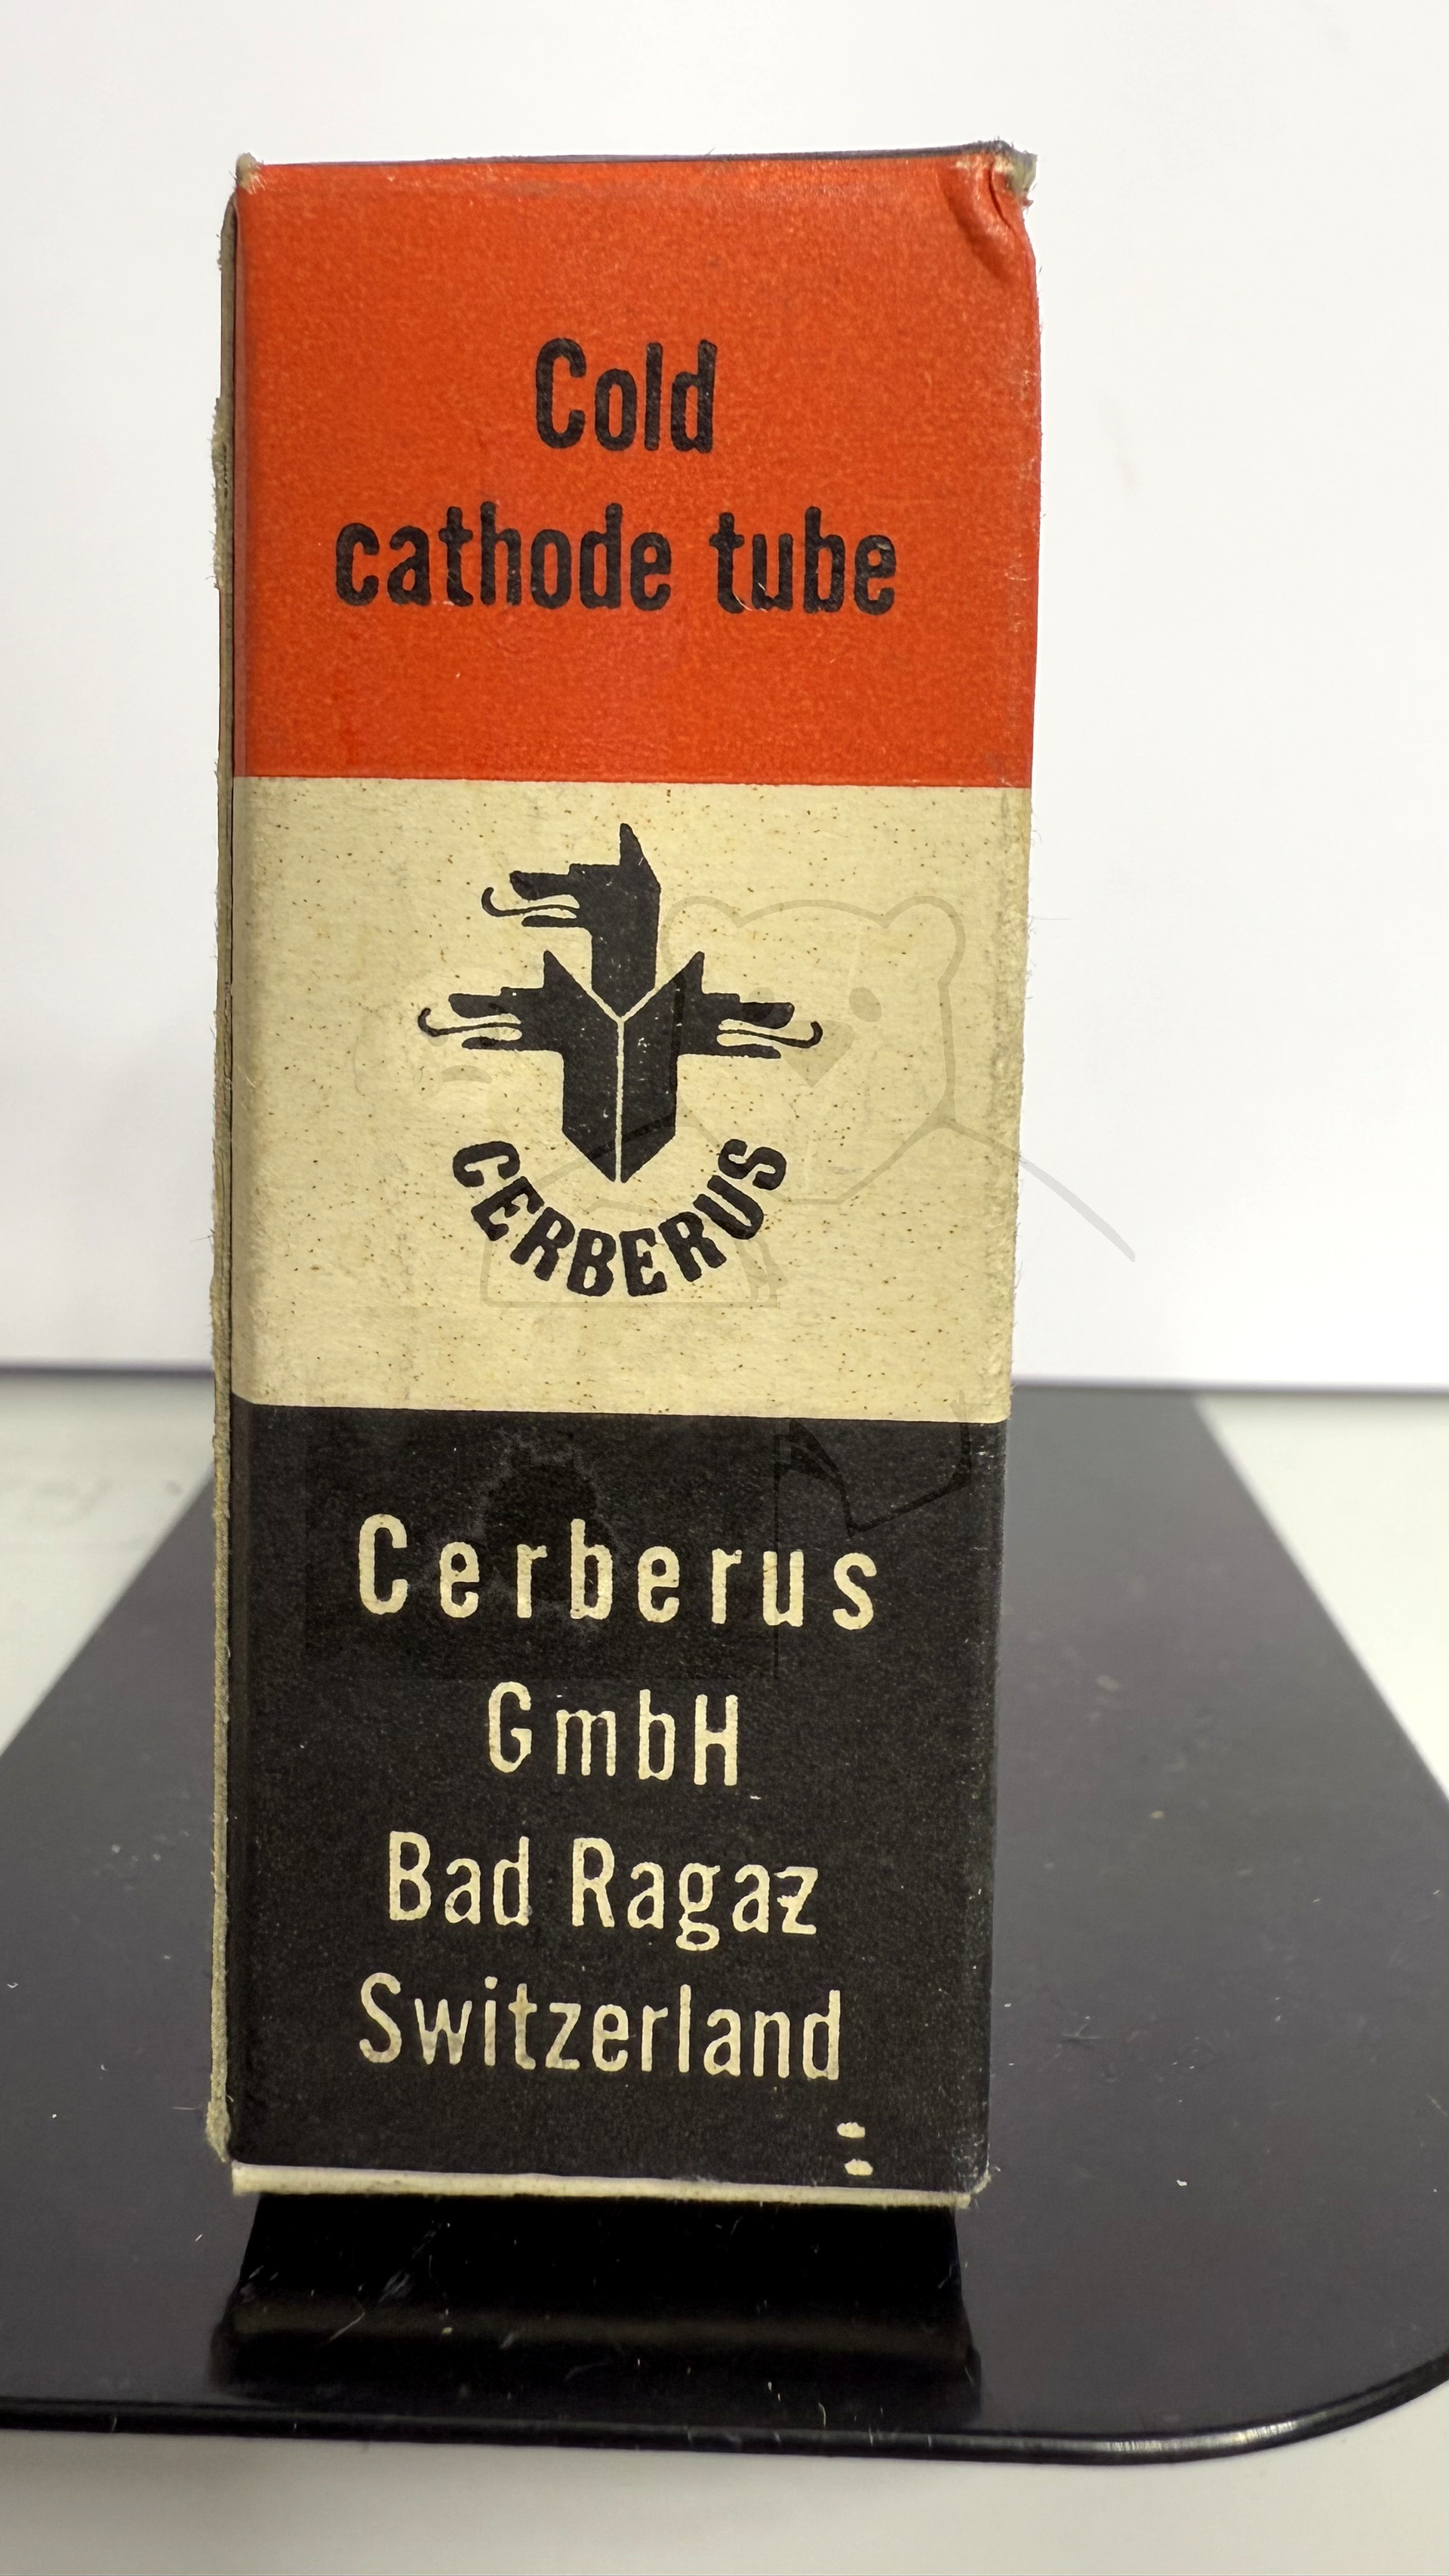 Cold
cathode tube
CERBERUS
Cerberus
GmbH
Bad Ragaz
Switzerland